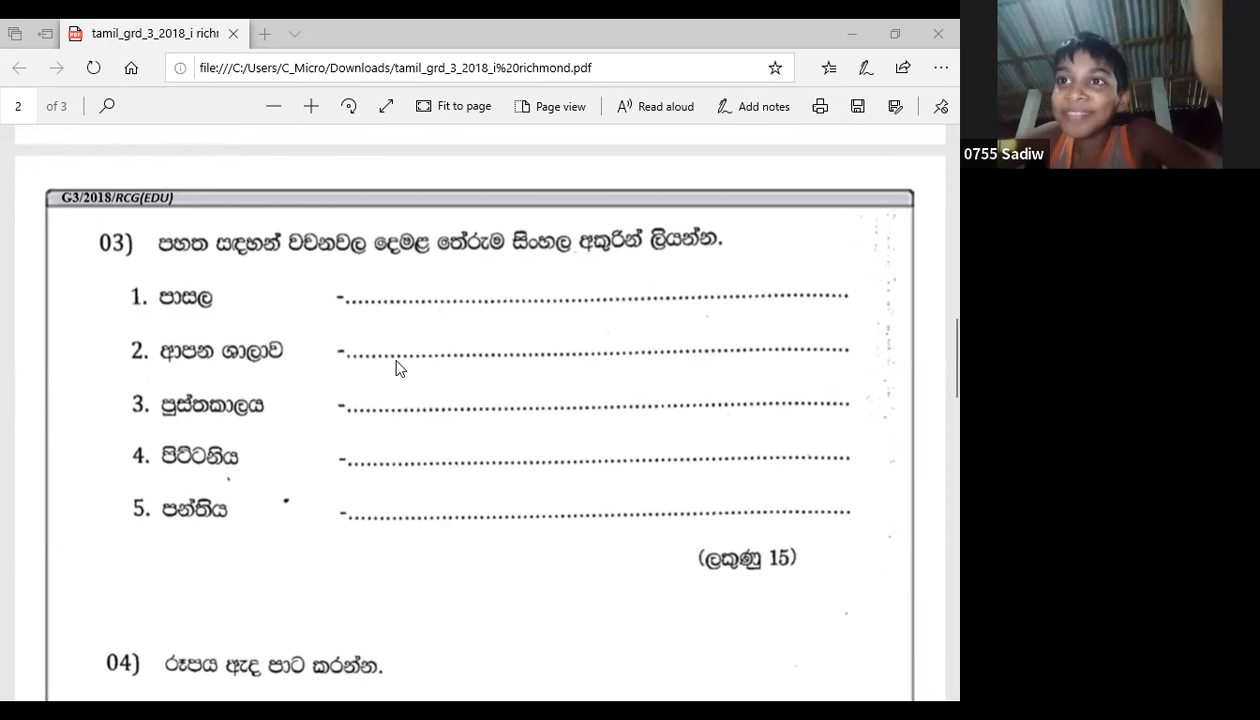 tamil_grd_3_2018_i richr
file:///C:/Users/C_Micro/Downloads/tamil_grd_3_2018_i%20richmond.pdf
2 of 3 Fit to page Page view Read aloud Add notes
0755 Sadiw
G3/2018/RCG(EDU)
03) පහත සඳහන් වචනවල දෙමළ තේරුම සිංහල අකුරින් ලියන්න.
1. පාසල -....................
2. ආපන ශාලාව -....................
3. පුස්තකාලය -....................
4. පිට්ටනිය -....................
5. පන්තිය -....................
(ලකුණු 15)
04) රූපය ඇඳ පාට කරන්න.